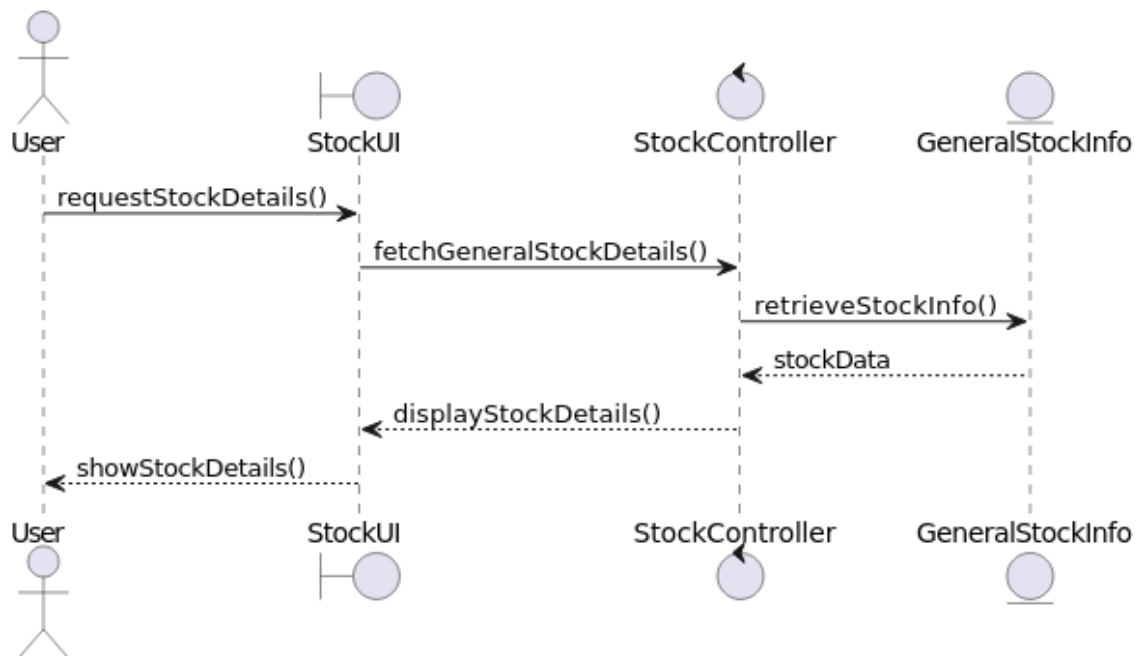 User StockUI StockController GeneralStockInfo
requestStockDetails()
fetchGeneralStockDetails()
retrieveStockInfo()
stockData
displayStockDetails()
showStockDetails()
User StockUI StockController GeneralStockInfo